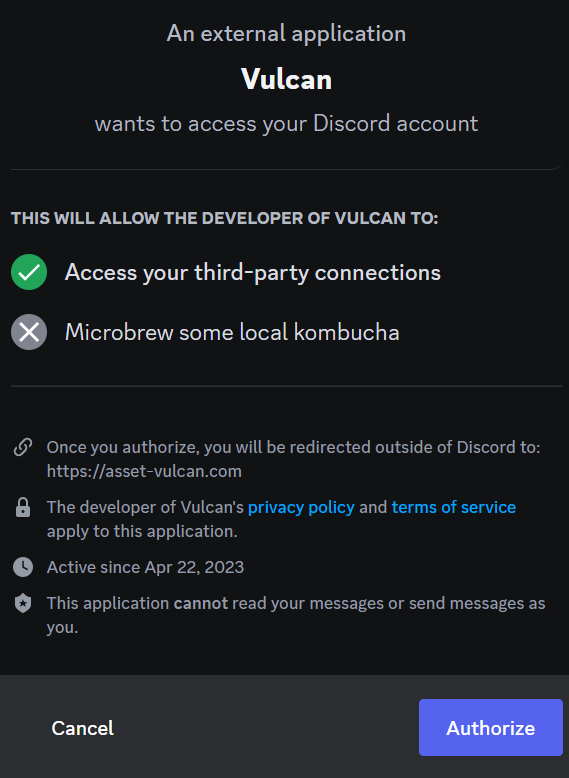 An external application
Vulcan
wants to access your Discord account
THIS WILL ALLOW THE DEVELOPER OF VULCAN TO:
Access your third-party connections
Microbrew some local kombucha
Once you authorize, you will be redirected outside of Discord to:
https://asset-vulcan.com
The developer of Vulcan's privacy policy and terms of service
apply to this application.
Active since Apr 22, 2023
This application cannot read your messages or send messages as
you.
Cancel
Authorize